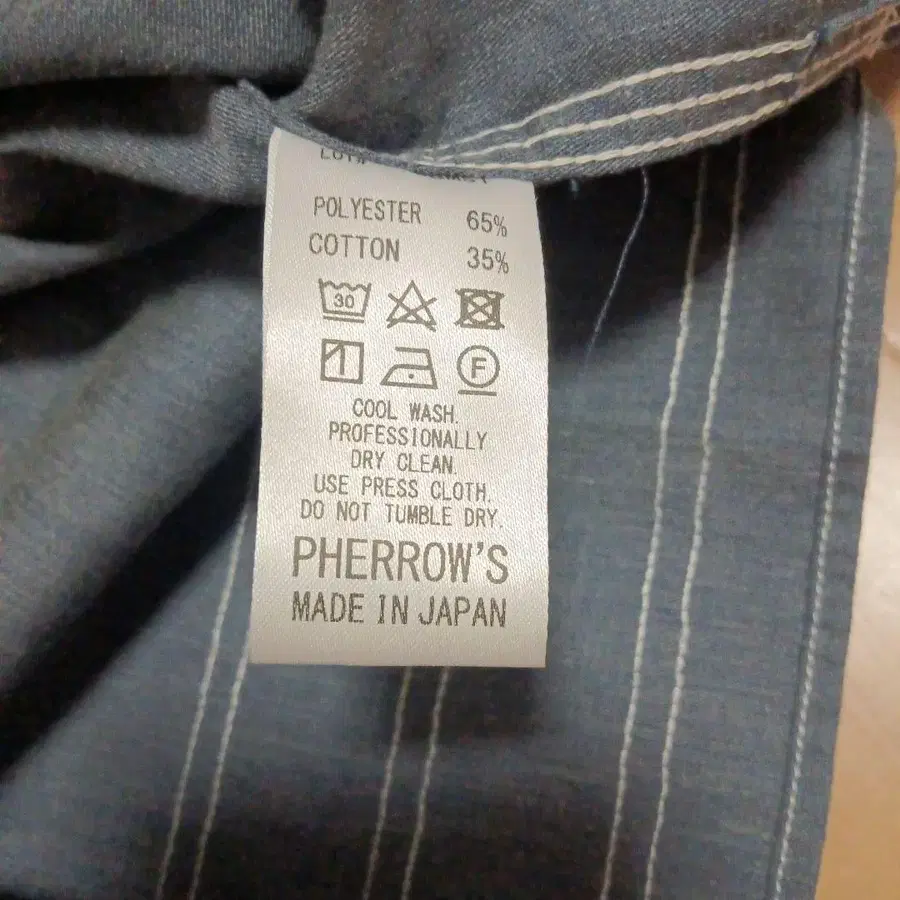 POLYESTER 65%
COTTON 35%
30
F
COOL WASH.
PROFESSIONALLY
DRY CLEAN.
USE PRESS CLOTH.
DO NOT TUMBLE DRY.
PHERROW'S
MADE IN JAPAN